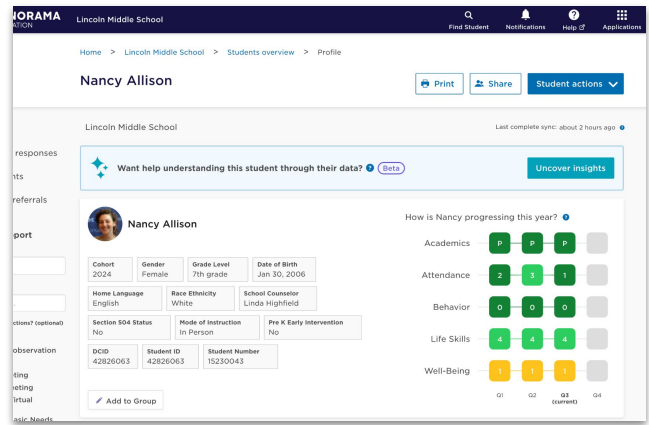 NORAMA
ATION
Lincoln Middle School
Find Student
Notifications
Help
Applications
Home > Lincoln Middle School > Students overview > Profile
Nancy Allison
Print
Share
Student actions
Lincoln Middle School
Last complete sync: about 2 hours ago
responses
nts
referrals
pport
ctions? (optional)
observation
ting
eeting
irtual
asic Needs
Want help understanding this student through their data? Beta
Uncover insights
Nancy Allison
Cohort
2024
Gender
Female
Grade Level
7th grade
Date of Birth
Jan 30, 2006
Home Language
English
Race Ethnicity
White
School Counselor
Linda Highfield
Section 504 Status
No
Mode of Instruction
In Person
Pre K Early Intervention
No
DCID
42826063
Student ID
42826063
Student Number
15230043
Add to Group
How is Nancy progressing this year?
Academics P P P
Attendance 2 3 1
Behavior 0 0 0
Life Skills 4 4 4
Well-Being 1 1 1
Q1 Q2 Q3 Q4
(current)